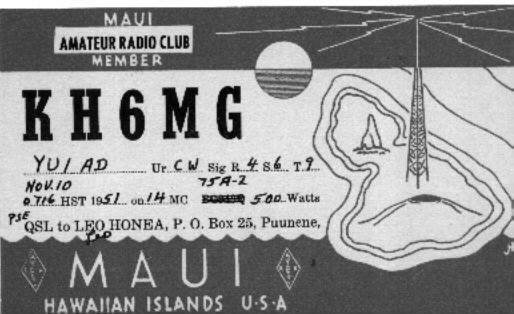 MAUI
AMATEUR RADIO CLUB
MEMBER
KH6MG
YU1AD Ur CW Sig R 4 S 6 T 9
NOV. 10 75A-2
0716 HST 1951 on 14 MC 500 Watts
PSE QSL to LEO HONEA, P. O. Box 25, Puunene,
Leo
MAUI
HAWAIIAN ISLANDS U·S·A